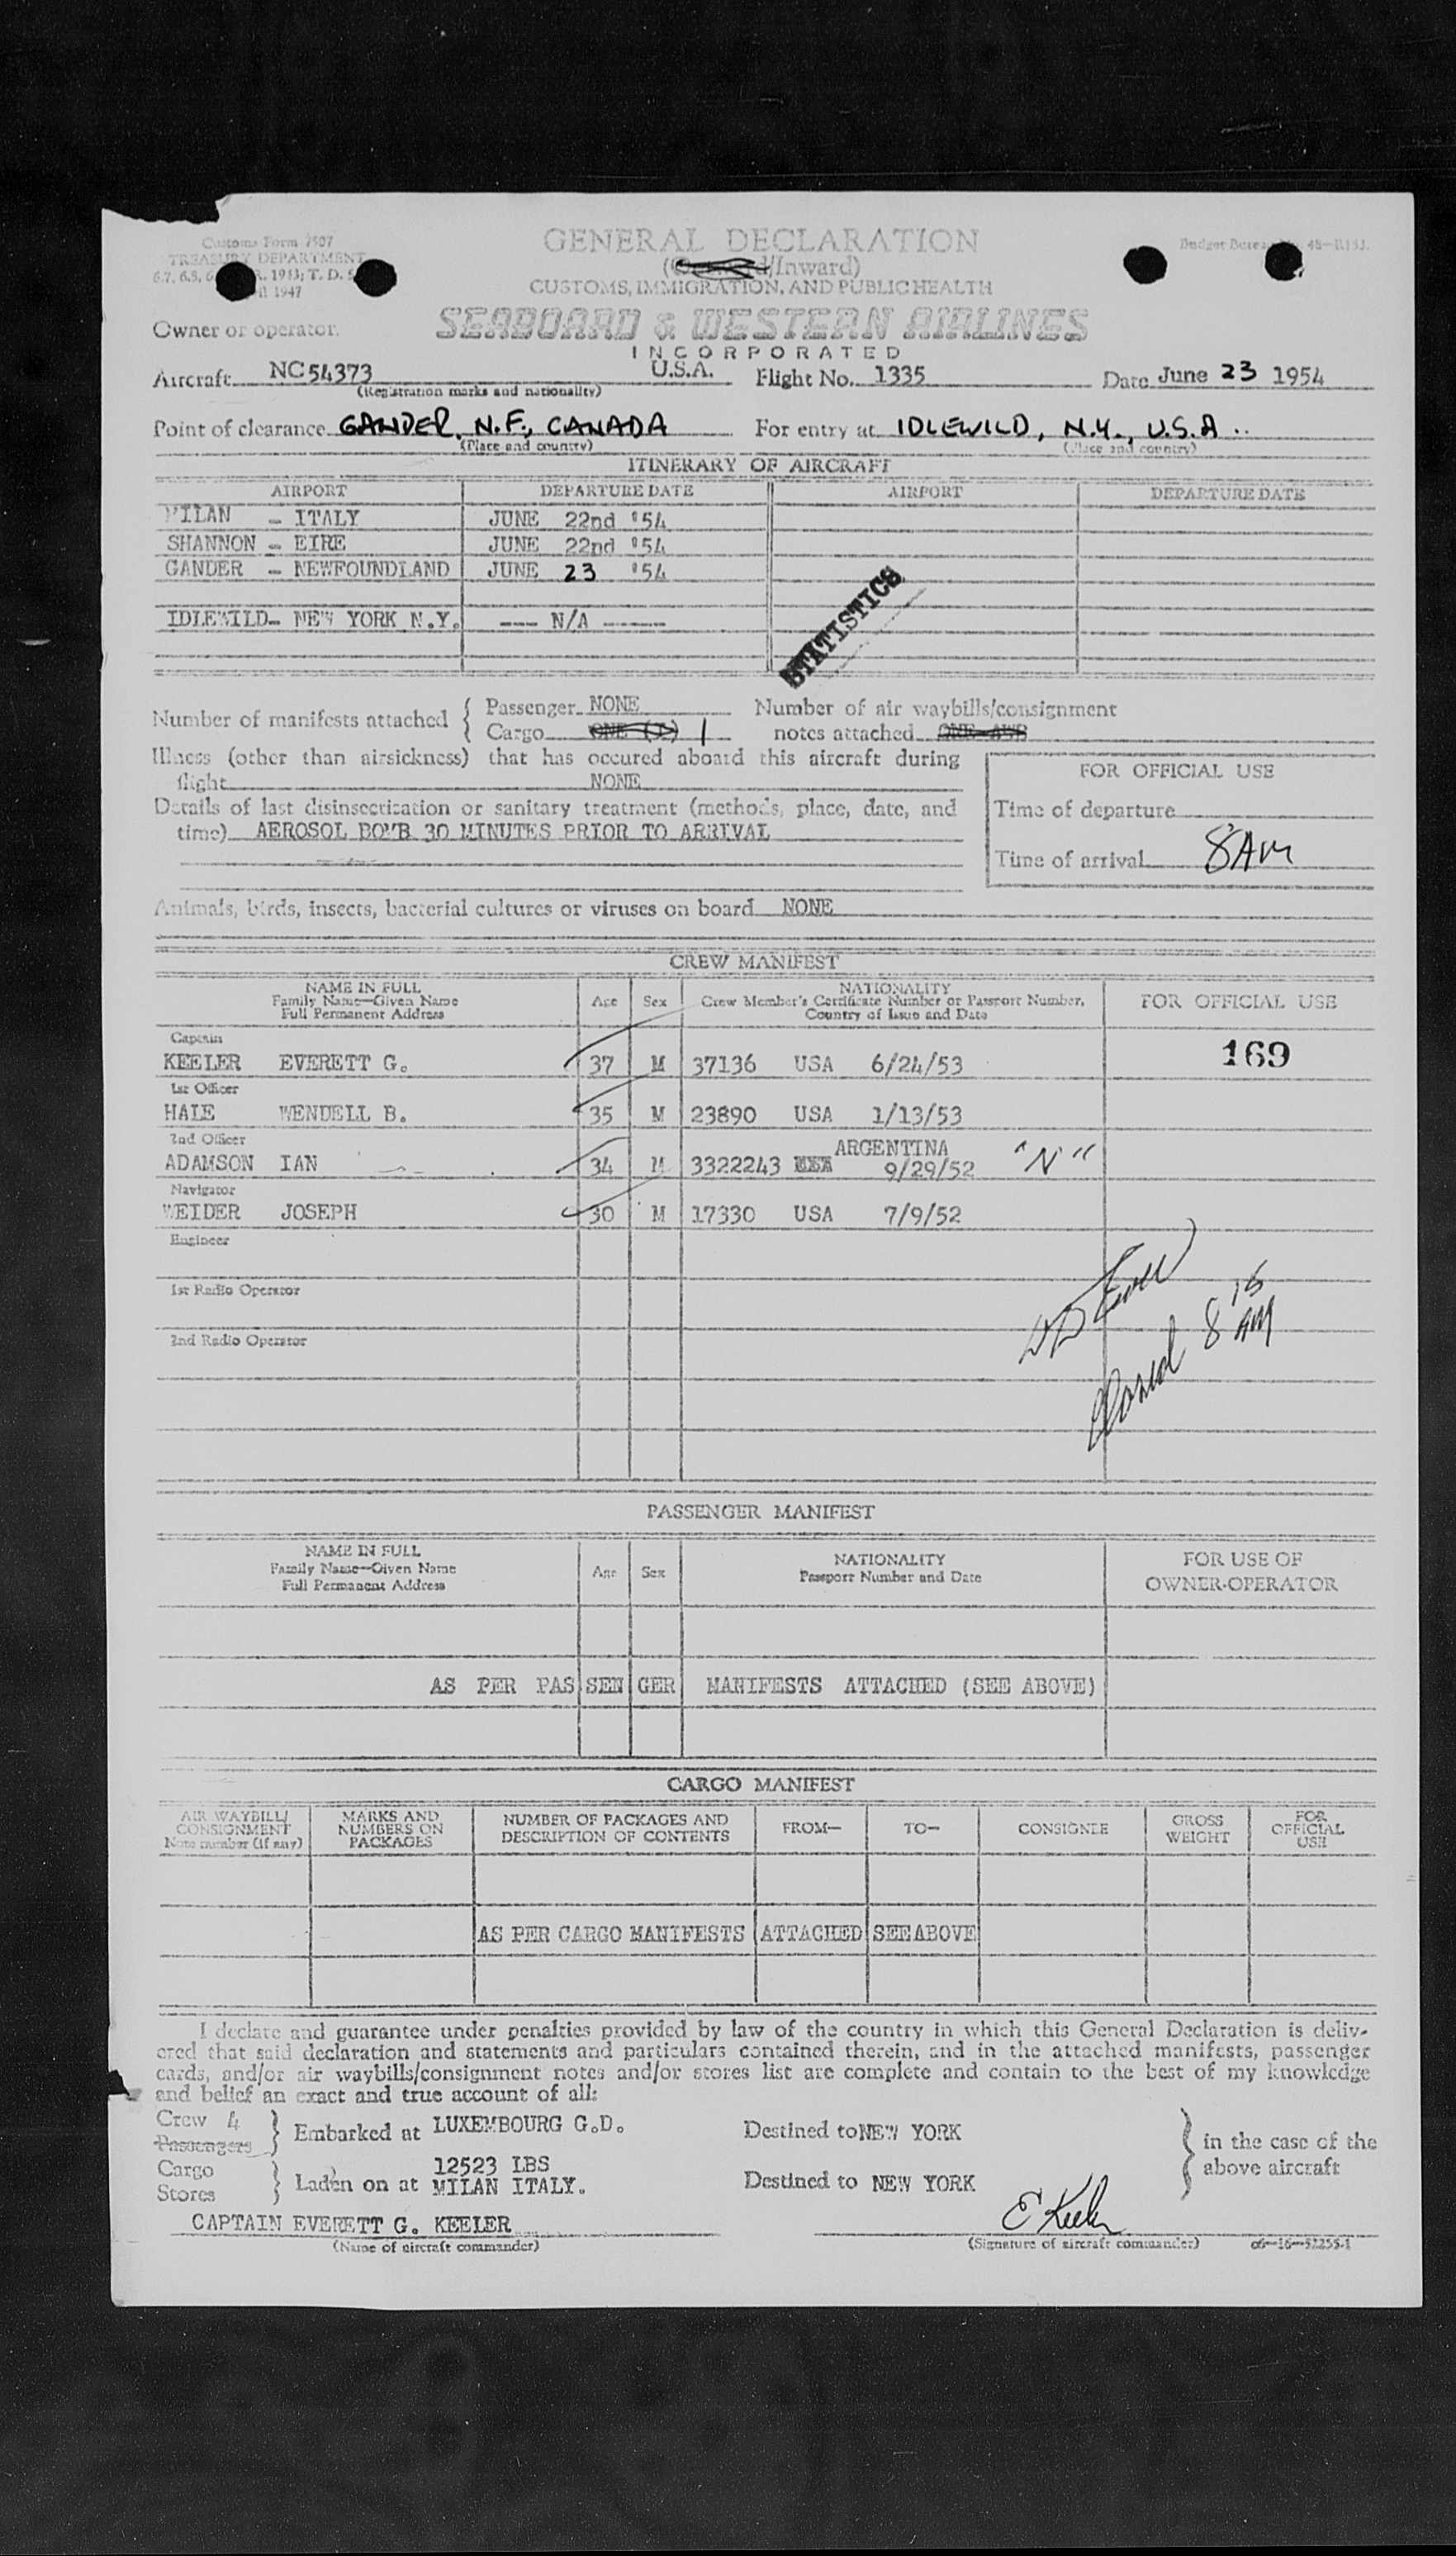 Customs Form 7507
TREASURY DEPARTMENT
GENERAL DECLARATION
/Inward)
CUSTOMS, IMMIGRATION, AND PUBLIC HEALTH
Owner or operator.
SEABOARD & WESTERN AIRLINES
INCORPORATED
Aircraft NC54373 U.S.A. Flight No. 1335 Date June 23 1954
(Registration marks and nationality)
Point of clearance GANDER, N.F., CANADA For entry at IDLEWILD, N.Y., U.S.A..
(Place and country) (Place and country)
ITINERARY OF AIRCRAFT
AIRPORT DEPARTURE DATE AIRPORT DEPARTURE DATE
MILAN - ITALY JUNE 22nd '54
SHANNON - EIRE JUNE 22nd '54
GANDER - NEWFOUNDLAND JUNE 23 '54
IDLEWILD- NEW YORK N.Y. --- N/A -----
STATISTICS
Number of manifests attached { Passenger NONE Number of air waybills/consignment
Cargo ONE (1) 1 notes attached ONE AWB
Illness (other than airsickness) that has occured aboard this aircraft during
flight NONE
FOR OFFICIAL USE
Details of last disinsectization or sanitary treatment (methods, place, date, and
time) AEROSOL BOMB 30 MINUTES PRIOR TO ARRIVAL
Time of departure
Time of arrival 8AM
Animals, birds, insects, bacterial cultures or viruses on board NONE
CREW MANIFEST
NAME IN FULL
Family Name—Given Name
Full Permanent Address
Age Sex
NATIONALITY
Crew Member's Certificate Number or Passport Number,
Country of Issue and Date
FOR OFFICIAL USE
Captain
KEELER EVERETT G. 37 M 37136 USA 6/24/53 169
1st Officer
HALE WENDELL B. 35 M 23890 USA 1/13/53
2nd Officer ARGENTINA
ADAMSON IAN 34 M 3322243 USA 9/29/52 "N"
Navigator
WEIDER JOSEPH 30 M 17330 USA 7/9/52
Engineer
1st Radio Operator
2nd Radio Operator
8 15 AM
PASSENGER MANIFEST
NAME IN FULL
Family Name—Given Name
Full Permanent Address
Age Sex
NATIONALITY
Passport Number and Date
FOR USE OF
OWNER-OPERATOR
AS PER PASSENGER MANIFESTS ATTACHED (SEE ABOVE)
CARGO MANIFEST
AIR WAYBILL/
CONSIGNMENT
Note number (if any)
MARKS AND
NUMBERS ON
PACKAGES
NUMBER OF PACKAGES AND
DESCRIPTION OF CONTENTS
FROM—
TO—
CONSIGNEE
GROSS
WEIGHT
FOR
OFFICIAL
USE
AS PER CARGO MANIFESTS ATTACHED SEE ABOVE
I declare and guarantee under penalties provided by law of the country in which this General Declaration is deliv-
ered that said declaration and statements and particulars contained therein, and in the attached manifests, passenger
cards, and/or air waybills/consignment notes and/or stores list are complete and contain to the best of my knowledge
and belief an exact and true account of all:
Crew 4
Passengers } Embarked at LUXEMBOURG G.D. Destined to NEW YORK } in the case of the
above aircraft
Cargo 12523 LBS
Stores } Laden on at MILAN ITALY. Destined to NEW YORK
CAPTAIN EVERETT G. KEELER E Keeler
(Name of aircraft commander) (Signature of aircraft commander) c6—16—52255-1